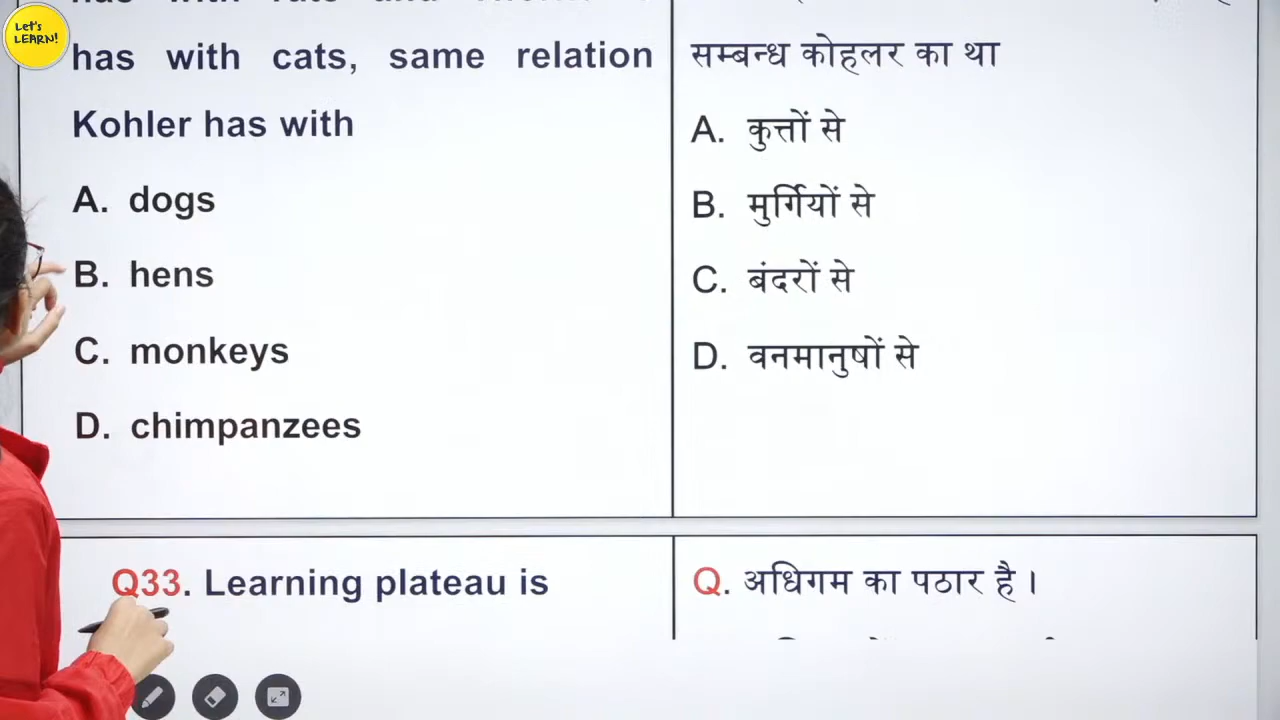 Let's
LEARN!
has with cats, same relation
Kohler has with
A. dogs
B. hens
C. monkeys
D. chimpanzees
सम्बन्ध कोहलर का था
A. कुत्तों से
B. मुर्गियों से
C. बंदरों से
D. वनमानुषों से
Q33. Learning plateau is
Q. अधिगम का पठार है।